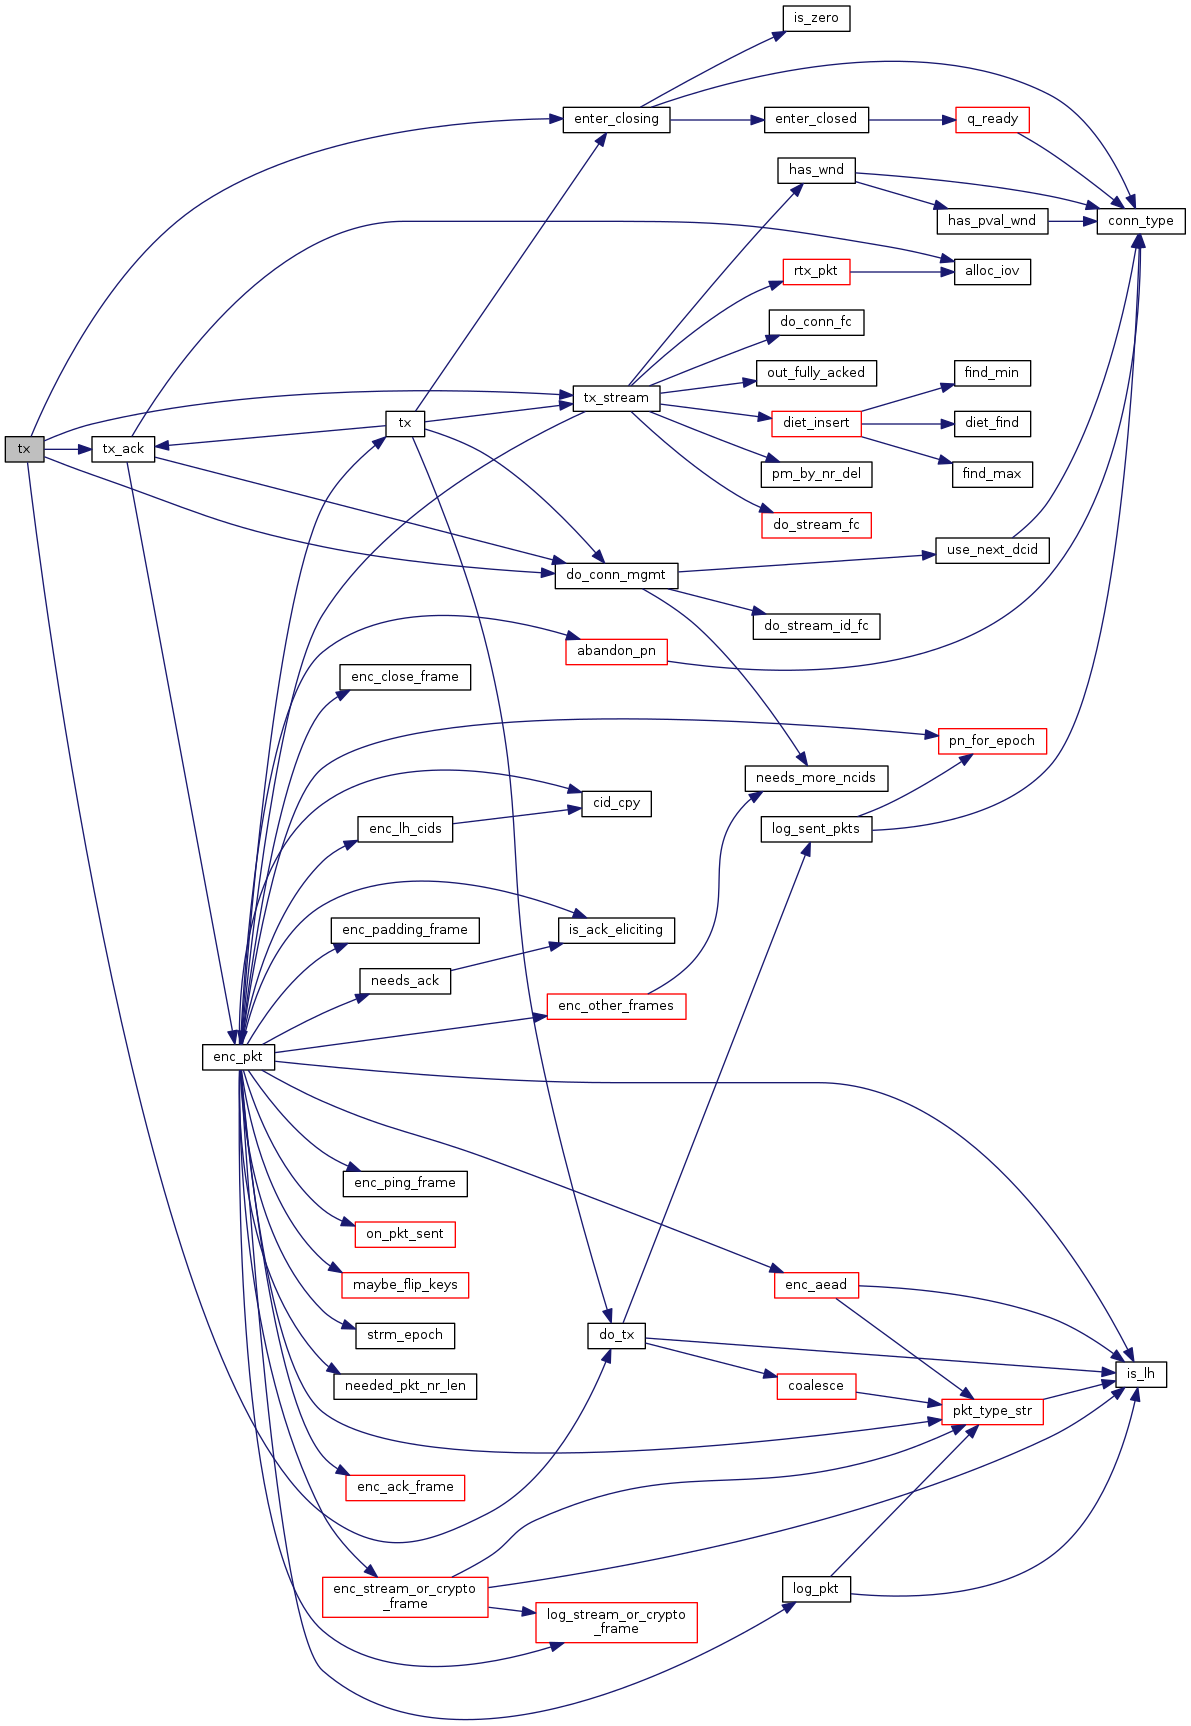 is_zero
enter_closing
enter_closed
q_ready
has_wnd
has_pval_wnd
conn_type
rtx_pkt
alloc_iov
do_conn_fc
out_fully_acked
find_min
tx_stream
tx
diet_insert
diet_find
tx
tx_ack
pm_by_nr_del
find_max
do_stream_fc
use_next_dcid
do_conn_mgmt
do_stream_id_fc
abandon_pn
enc_close_frame
pn_for_epoch
needs_more_ncids
cid_cpy
enc_lh_cids
log_sent_pkts
enc_padding_frame
is_ack_eliciting
needs_ack
enc_other_frames
enc_pkt
enc_ping_frame
on_pkt_sent
maybe_flip_keys
enc_aead
strm_epoch
do_tx
is_lh
needed_pkt_nr_len
coalesce
pkt_type_str
enc_ack_frame
enc_stream_or_crypto
_frame
log_pkt
log_stream_or_crypto
_frame